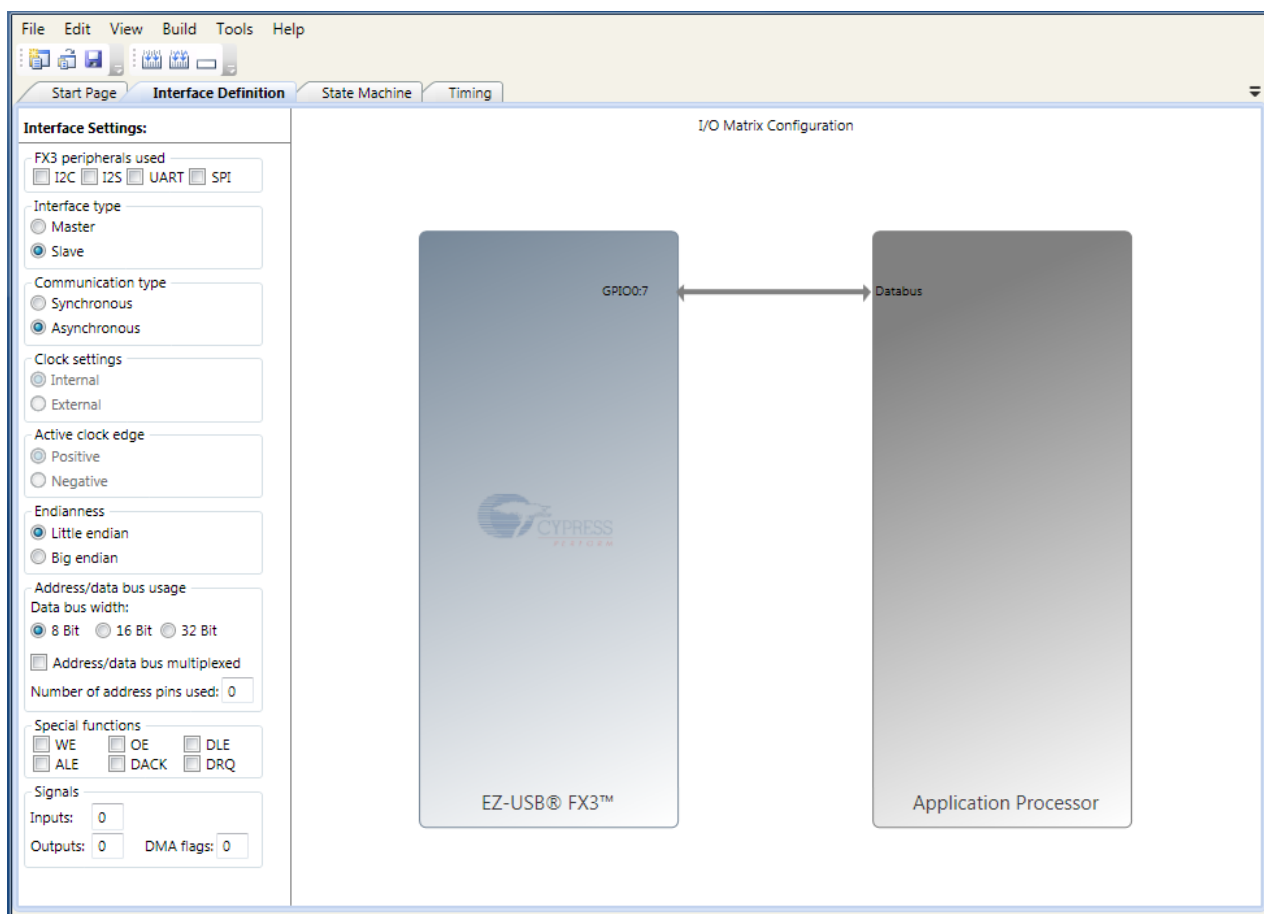 File Edit View Build Tools Help
Start Page Interface Definition State Machine Timing
Interface Settings:
FX3 peripherals used
I2C I2S UART SPI
Interface type
Master
Slave
Communication type
Synchronous
Asynchronous
Clock settings
Internal
External
Active clock edge
Positive
Negative
Endianness
Little endian
Big endian
Address/data bus usage
Data bus width:
8 Bit 16 Bit 32 Bit
Address/data bus multiplexed
Number of address pins used: 0
Special functions
WE OE DLE
ALE DACK DRQ
Signals
Inputs: 0
Outputs: 0 DMA flags: 0
I/O Matrix Configuration
GPIO0:7
Databus
CYPRESS
PERFORM
EZ-USB® FX3™
Application Processor